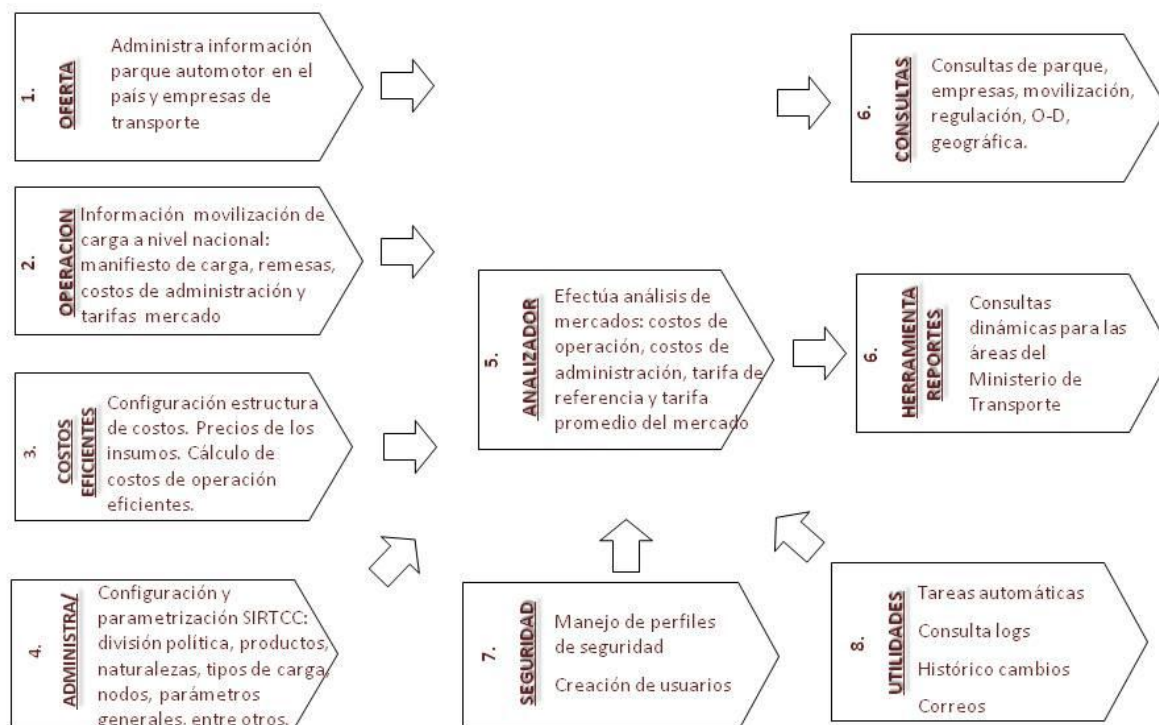 1.
OFERTA
Administra información
parque automotor en el
país y empresas de
transporte
2.
OPERACION
Información movilización de
carga a nivel nacional:
manifiesto de carga, remesas,
costos de administración y
tarifas mercado
3.
COSTOS
EFICIENTES
Configuración estructura
de costos. Precios de los
insumos. Cálculo de
costos de operación
eficientes.
4.
ADMINISTRA/
Configuración y
parametrización SIRTCC:
división política, productos,
naturalezas, tipos de carga,
nodos, parámetros
generales, entre otros.
5.
ANALIZADOR
Efectúa análisis de
mercados: costos de
operación, costos de
administración, tarifa de
referencia y tarifa
promedio del mercado
6.
CONSULTAS
Consultas de parque,
empresas, movilización,
regulación, O-D,
geográfica.
6.
HERRAMIENTA
REPORTES
Consultas
dinámicas para las
áreas del
Ministerio de
Transporte
7.
SEGURIDAD
Manejo de perfiles
de seguridad
Creación de usuarios
8.
UTILIDADES
Tareas automáticas
Consulta logs
Histórico cambios
Correos